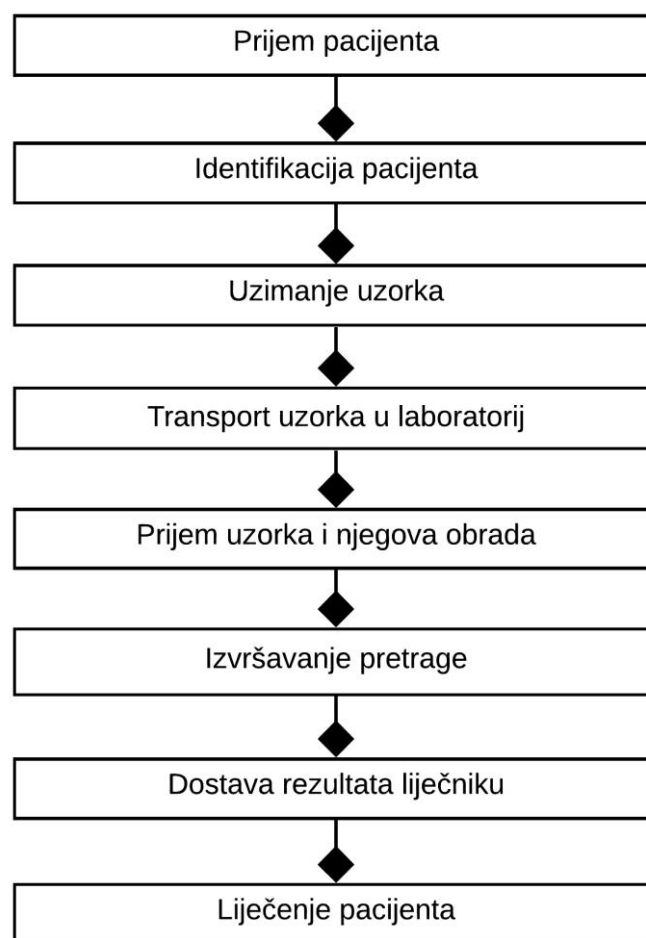 Prijem pacijenta
Identifikacija pacijenta
Uzimanje uzorka
Transport uzorka u laboratorij
Prijem uzorka i njegova obrada
Izvršavanje pretrage
Dostava rezultata liječniku
Liječenje pacijenta